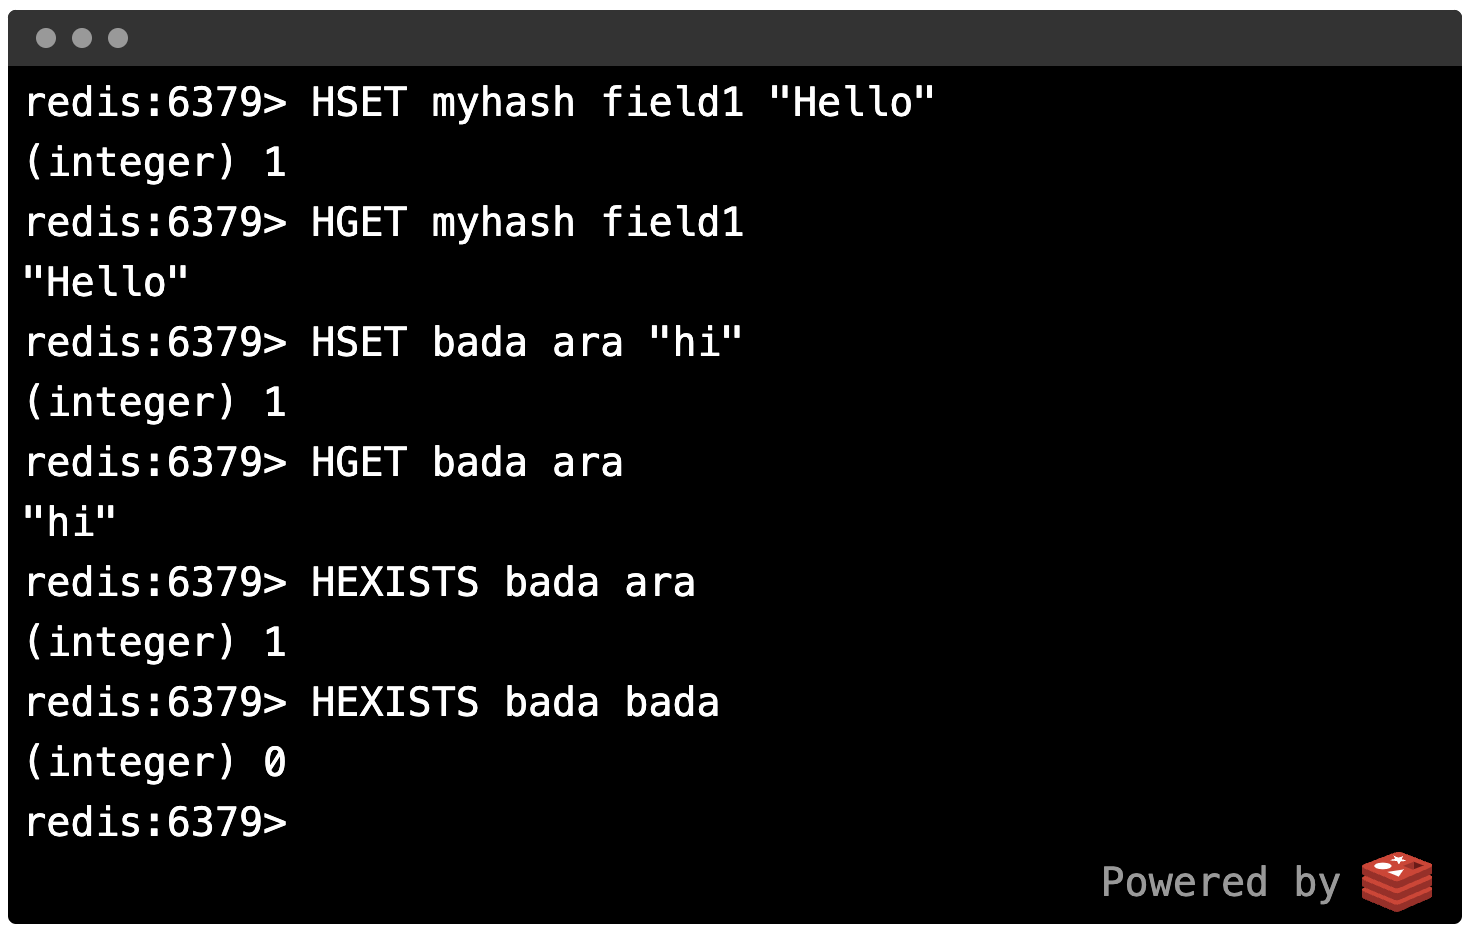 redis:6379> HSET myhash field1 "Hello"
(integer) 1
redis:6379> HGET myhash field1
"Hello"
redis:6379> HSET bada ara "hi"
(integer) 1
redis:6379> HGET bada ara
"hi"
redis:6379> HEXISTS bada ara
(integer) 1
redis:6379> HEXISTS bada bada
(integer) 0
redis:6379>
Powered by